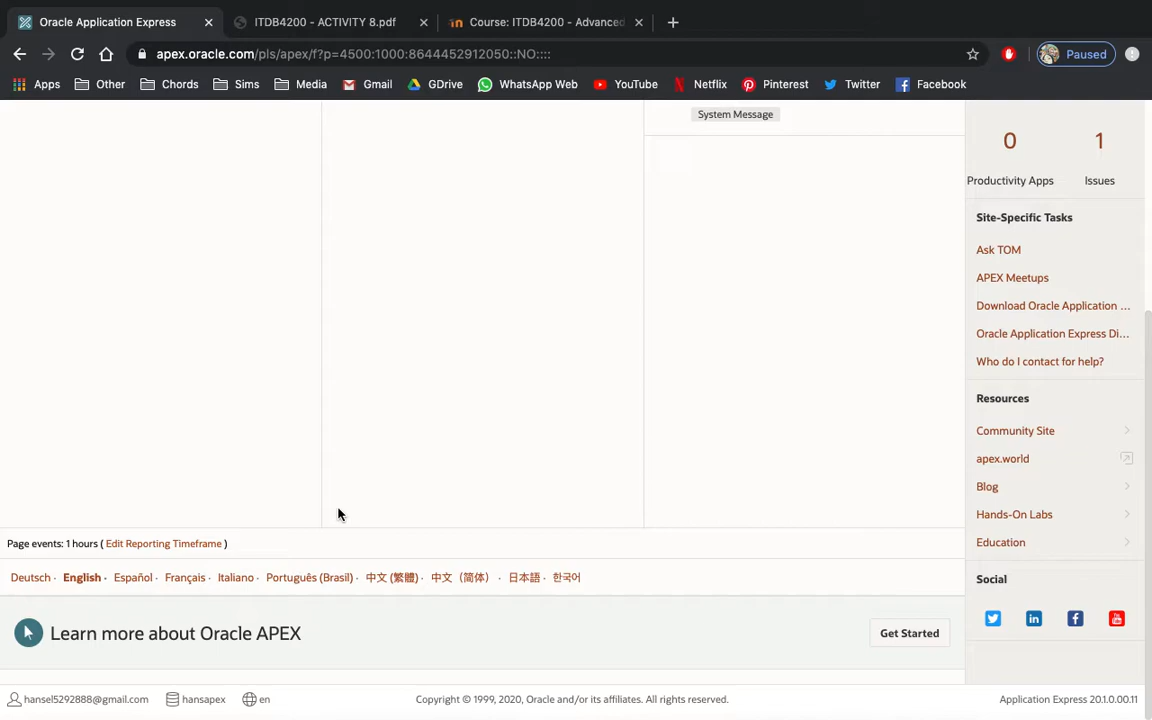 Oracle Application Express
ITDB4200 - ACTIVITY 8.pdf
Course: ITDB4200 - Advanced
apex.oracle.com/pls/apex/f?p=4500:1000:8644452912050::NO::::
Paused
Apps
Other
Chords
Sims
Media
Gmail
GDrive
WhatsApp Web
YouTube
Netflix
Pinterest
Twitter
Facebook
System Message
0
1
Productivity Apps
Issues
Site-Specific Tasks
Ask TOM
APEX Meetups
Download Oracle Application ...
Oracle Application Express Di...
Who do I contact for help?
Resources
Community Site
apex.world
Blog
Hands-On Labs
Education
Social
Page events: 1 hours ( Edit Reporting Timeframe )
Deutsch · English · Español · Français · Italiano · Português (Brasil) · 中文 (繁體) · 中文（简体） · 日本語 · 한국어
Learn more about Oracle APEX
Get Started
hansel5292888@gmail.com
hansapex
en
Copyright © 1999, 2020, Oracle and/or its affiliates. All rights reserved.
Application Express 20.1.0.00.11